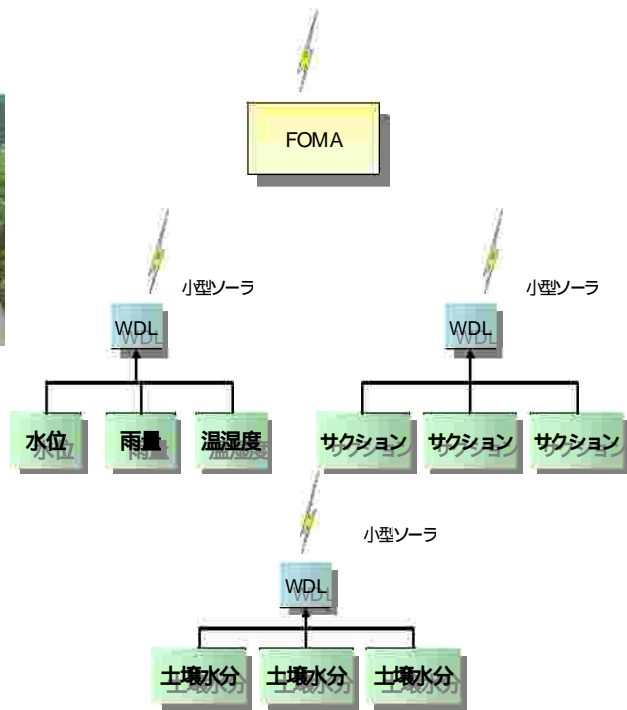 FOMA
小型ソーラ
小型ソーラ
WDL
WDL
水位
雨量
温湿度
サクション
サクション
サクション
小型ソーラ
WDL
土壌水分
土壌水分
土壌水分